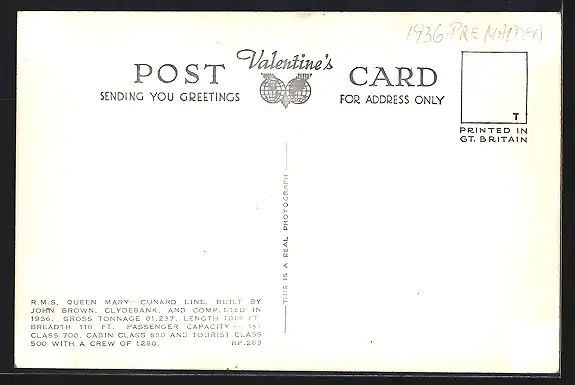 1936-PRE MAIDEN
Valentine's
POST CARD
SENDING YOU GREETINGS
FOR ADDRESS ONLY
T
PRINTED IN
GT. BRITAIN
THIS IS A REAL PHOTOGRAPH
R.M.S. QUEEN MARY—CUNARD LINE. BUILT BY
JOHN BROWN, CLYDEBANK, AND COMPLETED IN
1936. GROSS TONNAGE 81,237. LENGTH 1019 FT.
BREADTH 118 FT. PASSENGER CAPACITY—1ST
CLASS 700, CABIN CLASS 680 AND TOURIST CLASS
500 WITH A CREW OF 1280. RP.289